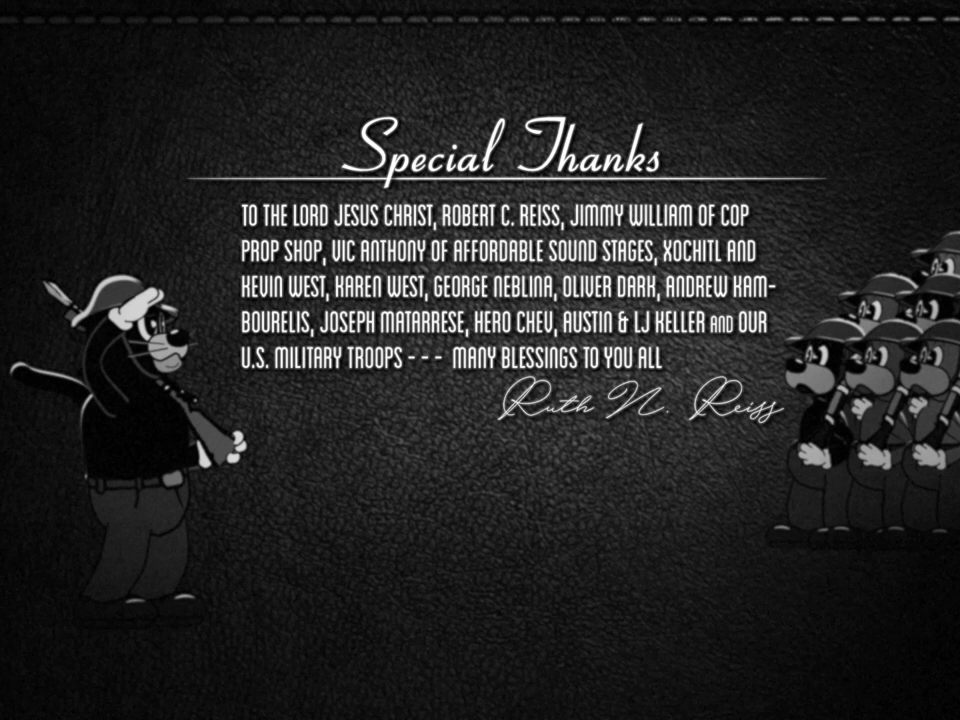 Special Thanks
TO THE LORD JESUS CHRIST, ROBERT C. REISS, JIMMY WILLIAM OF COP
PROP SHOP, VIC ANTHONY OF AFFORDABLE SOUND STAGES, XOCHITL AND
KEVIN WEST, KAREN WEST, GEORGE NEBLINA, OLIVER DARK, ANDREW KAM-
BOURELIS, JOSEPH MATARRESE, HERO CHEV, AUSTIN & LJ KELLER AND OUR
U.S. MILITARY TROOPS - - - MANY BLESSINGS TO YOU ALL
Ruth N. Reiss